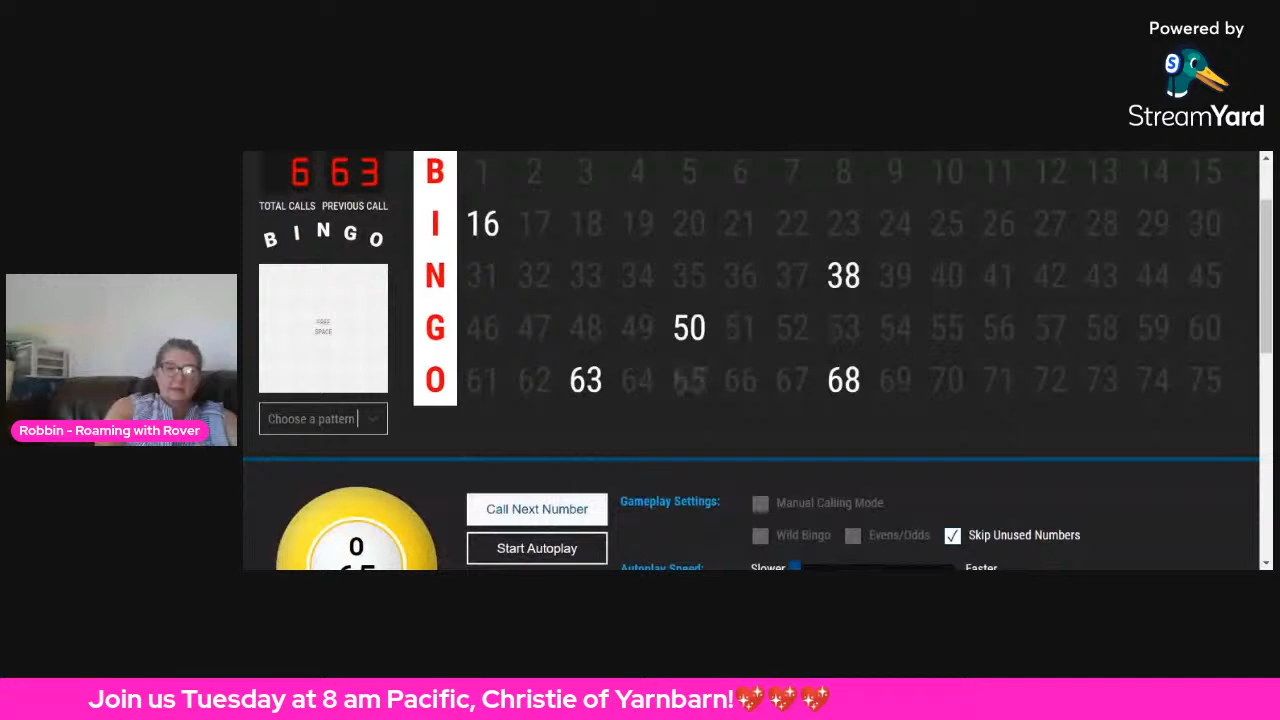 Powered by
S
StreamYard
6 63
TOTAL CALLS PREVIOUS CALL
BINGO
FREE
SPACE
Choose a pattern
B 1 2 3 4 5 6 7 8 9 10 11 12 13 14 15
I 16 17 18 19 20 21 22 23 24 25 26 27 28 29 30
N 31 32 33 34 35 36 37 38 39 40 41 42 43 44 45
G 46 47 48 49 50 51 52 53 54 55 56 57 58 59 60
O 61 62 63 64 65 66 67 68 69 70 71 72 73 74 75
Robbin - Roaming with Rover
O
65
Call Next Number
Start Autoplay
Gameplay Settings:
Manual Calling Mode
Wild Bingo Evens/Odds Skip Unused Numbers
Autoplay Speed: Slower Faster
Join us Tuesday at 8 am Pacific, Christie of Yarnbarn!💖💖💖